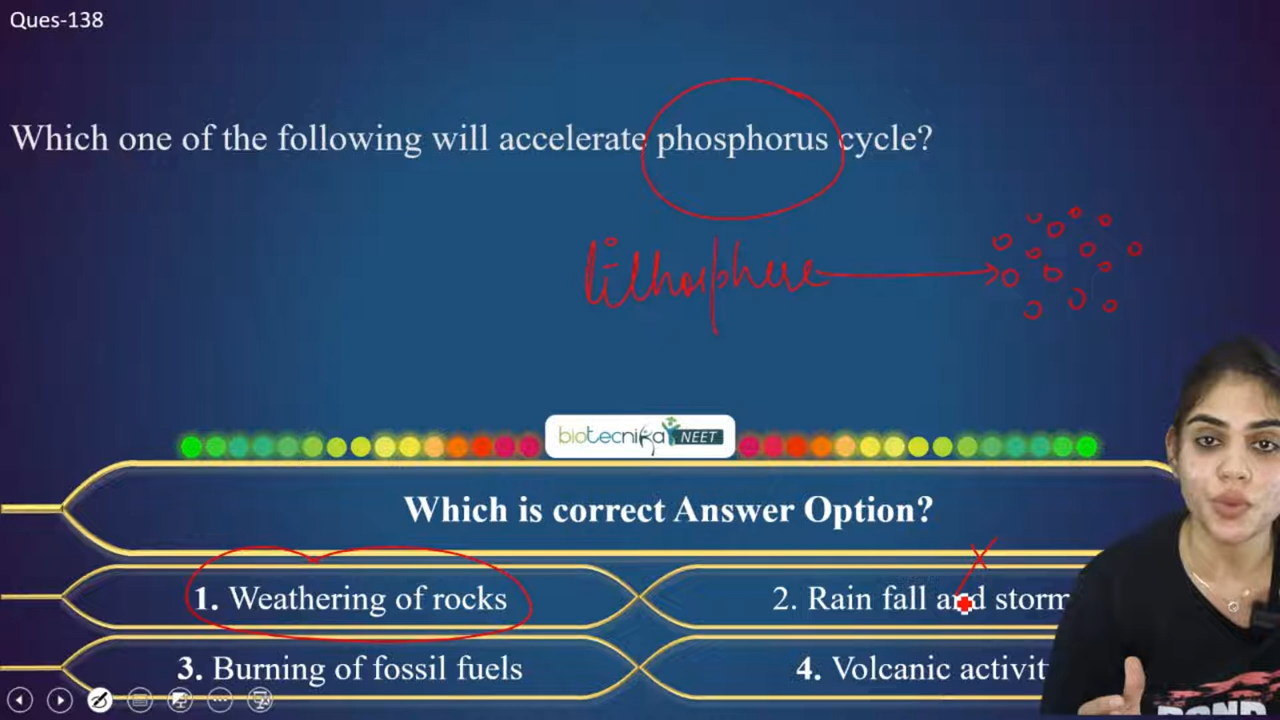 Ques-138
Which one of the following will accelerate phosphorus cycle?
lithosphere
biotecnika NEET
Which is correct Answer Option?
1. Weathering of rocks
2. Rain fall and storm
3. Burning of fossil fuels
4. Volcanic activit